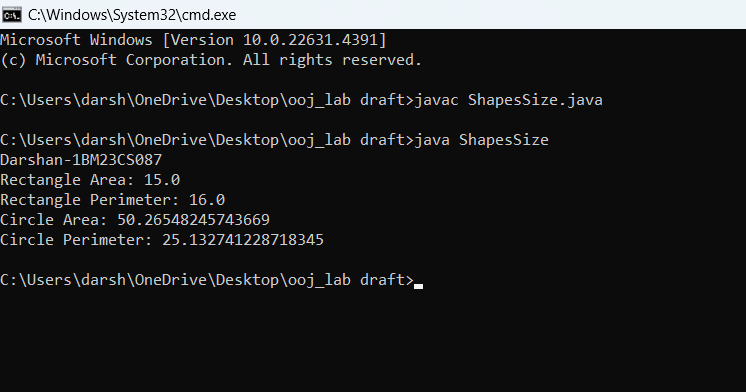 C:\Windows\System32\cmd.exe
Microsoft Windows [Version 10.0.22631.4391]
(c) Microsoft Corporation. All rights reserved.
C:\Users\darsh\OneDrive\Desktop\ooj_lab draft>javac ShapesSize.java
C:\Users\darsh\OneDrive\Desktop\ooj_lab draft>java ShapesSize
Darshan-1BM23CS087
Rectangle Area: 15.0
Rectangle Perimeter: 16.0
Circle Area: 50.26548245743669
Circle Perimeter: 25.132741228718345
C:\Users\darsh\OneDrive\Desktop\ooj_lab draft>